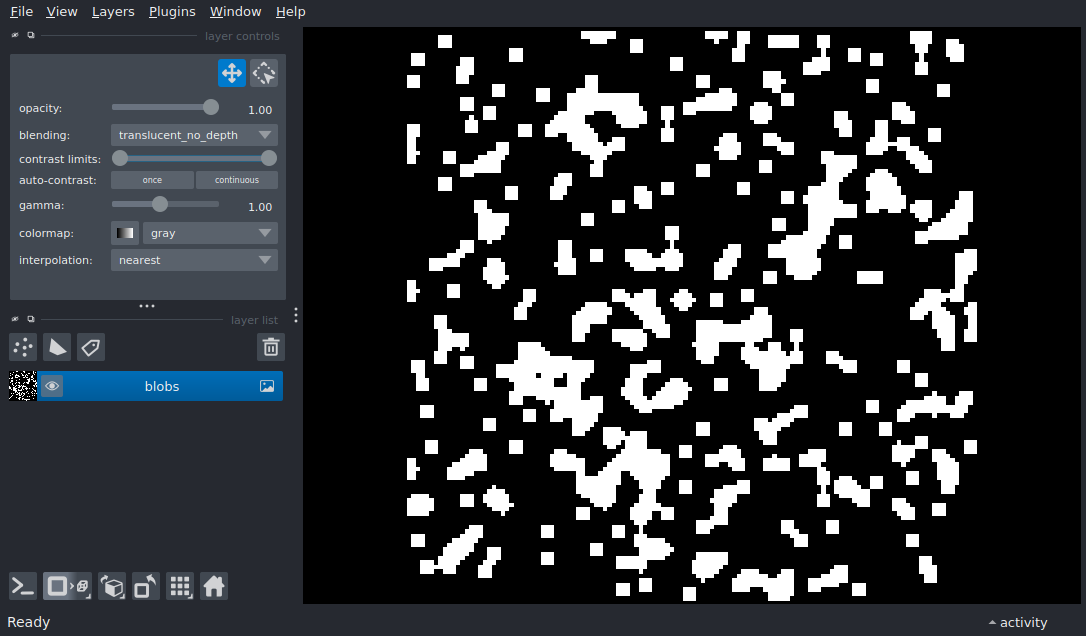 File View Layers Plugins Window Help
layer controls
opacity: 1.00
blending: translucent_no_depth
contrast limits:
auto-contrast: once continuous
gamma: 1.00
colormap: gray
interpolation: nearest
layer list
blobs
Ready
activity